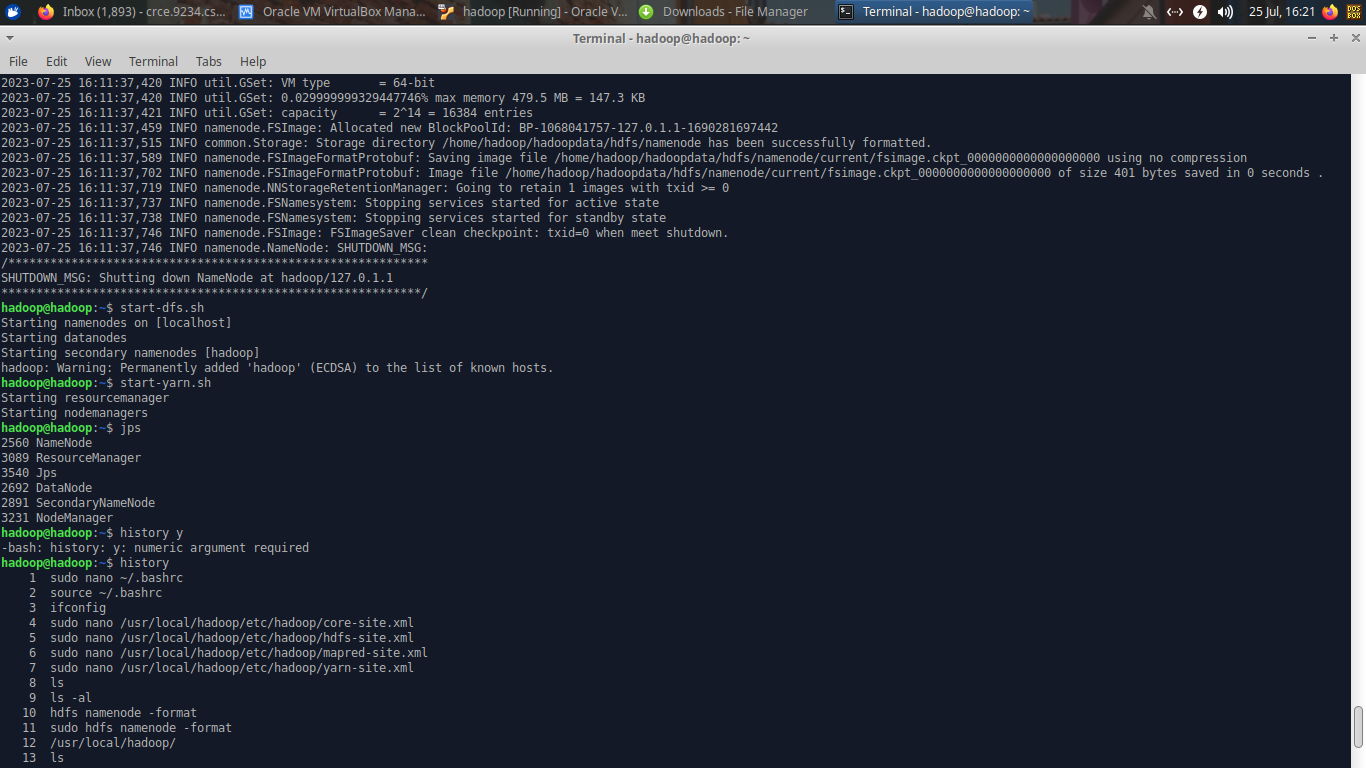 Inbox (1,893) - crce.9234.cs...
Oracle VM VirtualBox Mana...
hadoop [Running] - Oracle V...
Downloads - File Manager
Terminal - hadoop@hadoop: ~
25 Jul, 16:21
DOS BOX
Terminal - hadoop@hadoop: ~
File Edit View Terminal Tabs Help
2023-07-25 16:11:37,420 INFO util.GSet: VM type       = 64-bit
2023-07-25 16:11:37,420 INFO util.GSet: 0.029999999329447746% max memory 479.5 MB = 147.3 KB
2023-07-25 16:11:37,421 INFO util.GSet: capacity      = 2^14 = 16384 entries
2023-07-25 16:11:37,459 INFO namenode.FSImage: Allocated new BlockPoolId: BP-1068041757-127.0.1.1-1690281697442
2023-07-25 16:11:37,515 INFO common.Storage: Storage directory /home/hadoop/hadoopdata/hdfs/namenode has been successfully formatted.
2023-07-25 16:11:37,589 INFO namenode.FSImageFormatProtobuf: Saving image file /home/hadoop/hadoopdata/hdfs/namenode/current/fsimage.ckpt_0000000000000000000 using no compression
2023-07-25 16:11:37,702 INFO namenode.FSImageFormatProtobuf: Image file /home/hadoop/hadoopdata/hdfs/namenode/current/fsimage.ckpt_0000000000000000000 of size 401 bytes saved in 0 seconds .
2023-07-25 16:11:37,719 INFO namenode.NNStorageRetentionManager: Going to retain 1 images with txid >= 0
2023-07-25 16:11:37,737 INFO namenode.FSNamesystem: Stopping services started for active state
2023-07-25 16:11:37,738 INFO namenode.FSNamesystem: Stopping services started for standby state
2023-07-25 16:11:37,746 INFO namenode.FSImage: FSImageSaver clean checkpoint: txid=0 when meet shutdown.
2023-07-25 16:11:37,746 INFO namenode.NameNode: SHUTDOWN_MSG:
/************************************************************
SHUTDOWN_MSG: Shutting down NameNode at hadoop/127.0.1.1
************************************************************/
hadoop@hadoop:~$ start-dfs.sh
Starting namenodes on [localhost]
Starting datanodes
Starting secondary namenodes [hadoop]
hadoop: Warning: Permanently added 'hadoop' (ECDSA) to the list of known hosts.
hadoop@hadoop:~$ start-yarn.sh
Starting resourcemanager
Starting nodemanagers
hadoop@hadoop:~$ jps
2560 NameNode
3089 ResourceManager
3540 Jps
2692 DataNode
2891 SecondaryNameNode
3231 NodeManager
hadoop@hadoop:~$ history y
-bash: history: y: numeric argument required
hadoop@hadoop:~$ history
    1  sudo nano ~/.bashrc
    2  source ~/.bashrc
    3  ifconfig
    4  sudo nano /usr/local/hadoop/etc/hadoop/core-site.xml
    5  sudo nano /usr/local/hadoop/etc/hadoop/hdfs-site.xml
    6  sudo nano /usr/local/hadoop/etc/hadoop/mapred-site.xml
    7  sudo nano /usr/local/hadoop/etc/hadoop/yarn-site.xml
    8  ls
    9  ls -al
   10  hdfs namenode -format
   11  sudo hdfs namenode -format
   12  /usr/local/hadoop/
   13  ls